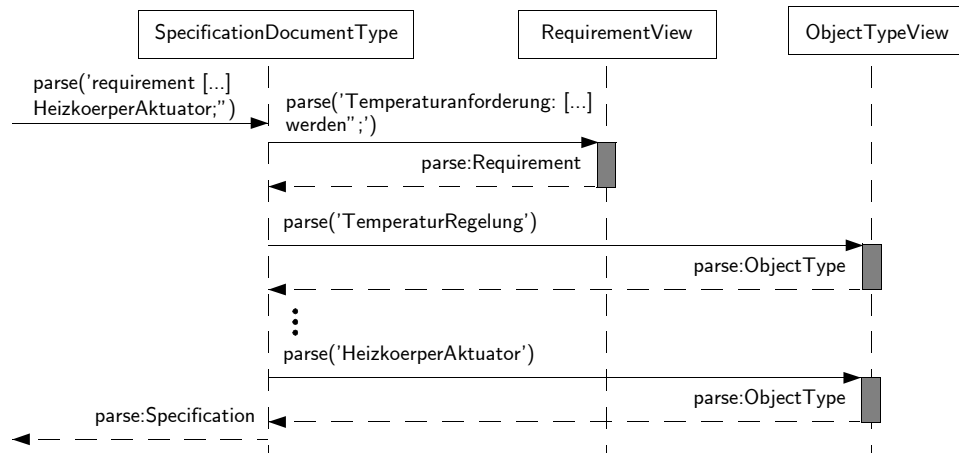 SpecificationDocumentType
RequirementView
ObjectTypeView
parse('requirement [...]
HeizkoerperAktuator;")
parse('Temperaturanforderung: [...]
werden";')
parse:Requirement
parse('TemperaturRegelung')
parse:ObjectType
parse('HeizkoerperAktuator')
parse:ObjectType
parse:Specification